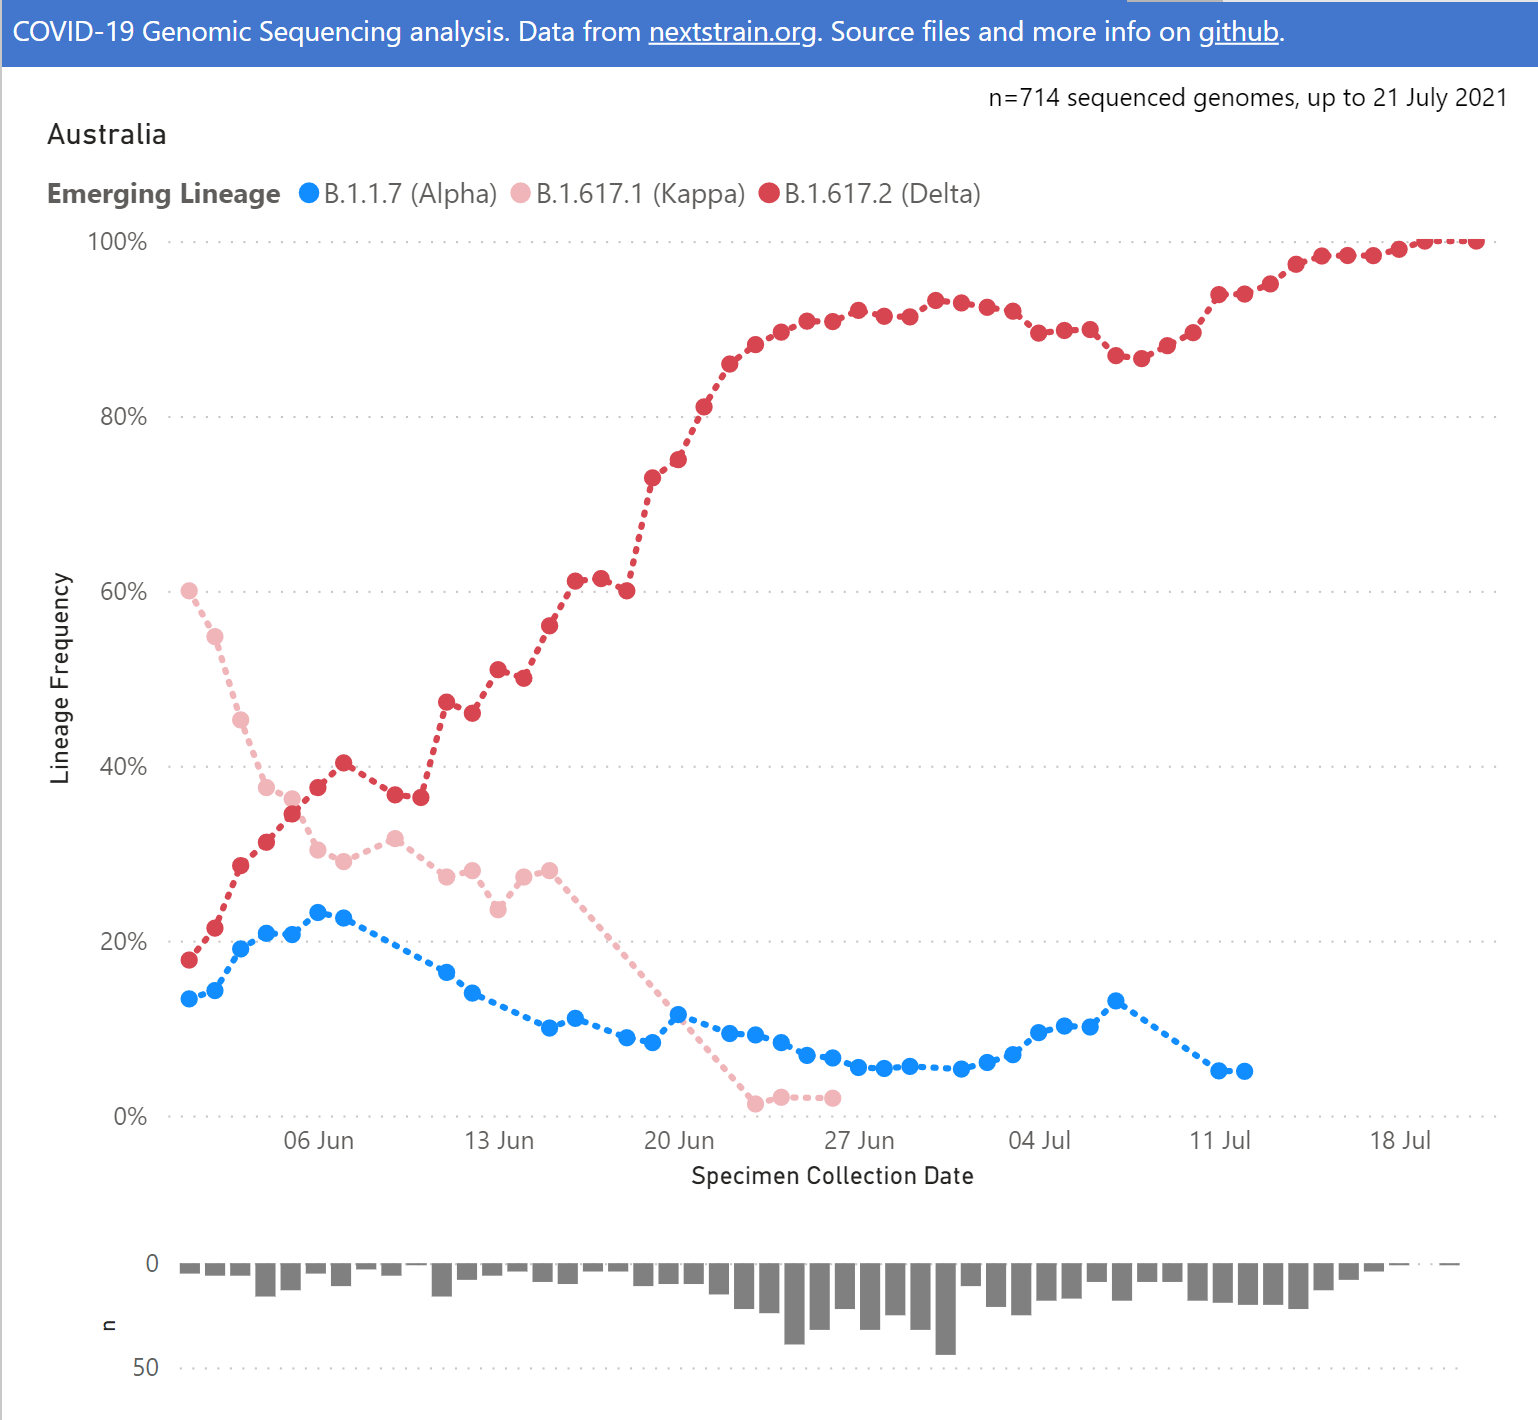 COVID-19 Genomic Sequencing analysis. Data from nextstrain.org. Source files and more info on github.
n=714 sequenced genomes, up to 21 July 2021
Australia
Emerging Lineage B.1.1.7 (Alpha) B.1.617.1 (Kappa) B.1.617.2 (Delta)
100%
80%
60%
40%
20%
0%
Lineage Frequency
06 Jun 13 Jun 20 Jun 27 Jun 04 Jul 11 Jul 18 Jul
Specimen Collection Date
0
n
50